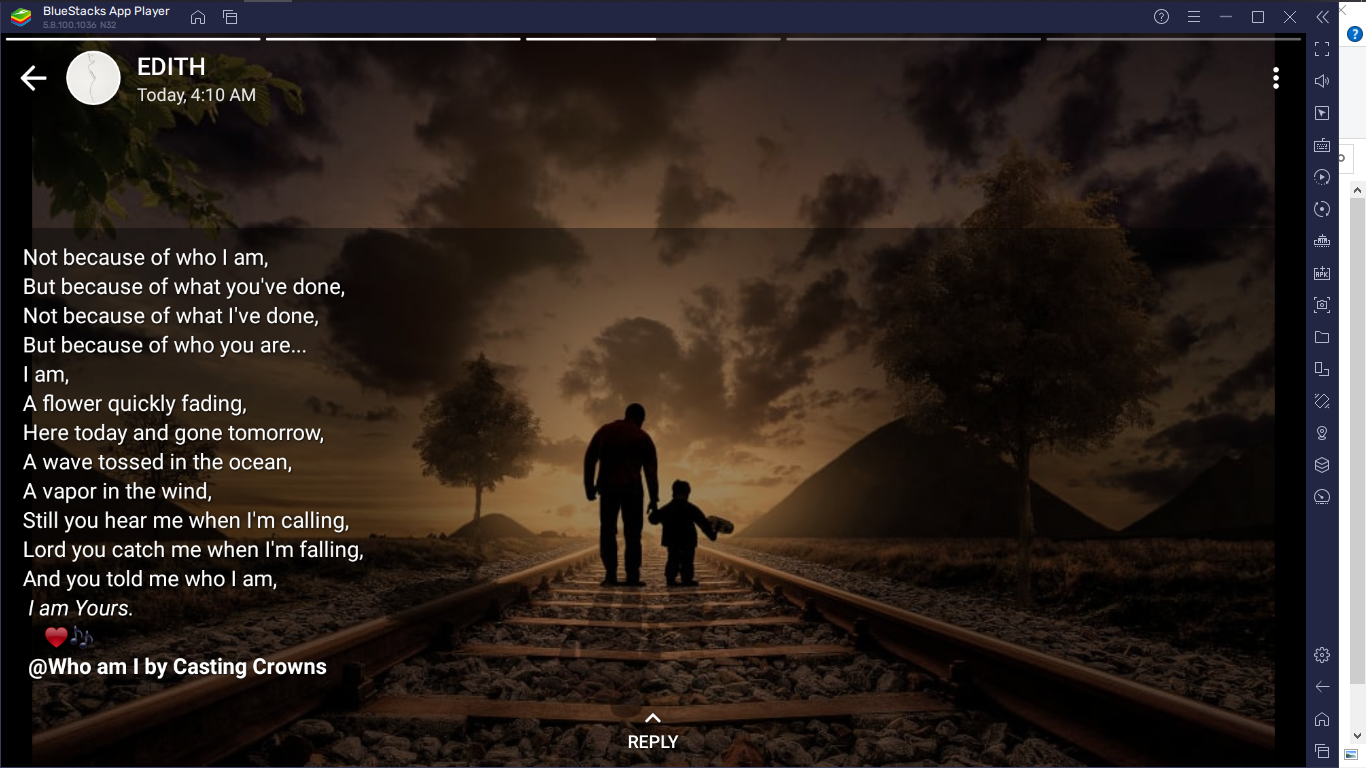 BlueStacks App Player
5.8.100.1036 N32
EDITH
Today, 4:10 AM
Not because of who I am,
But because of what you've done,
Not because of what I've done,
But because of who you are...
I am,
A flower quickly fading,
Here today and gone tomorrow,
A wave tossed in the ocean,
A vapor in the wind,
Still you hear me when I'm calling,
Lord you catch me when I'm falling,
And you told me who I am,
I am Yours.
❤️🎶
@Who am I by Casting Crowns
REPLY